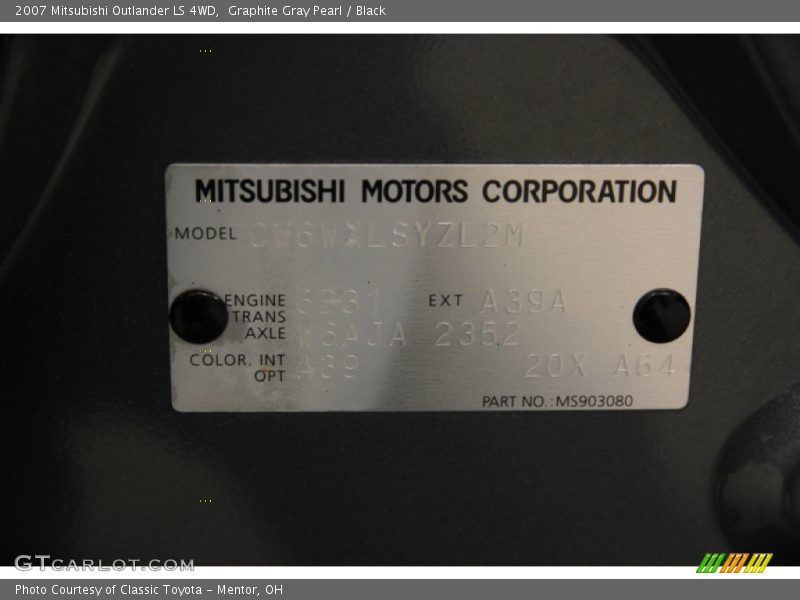 2007 Mitsubishi Outlander LS 4WD, Graphite Gray Pearl / Black
MITSUBISHI MOTORS CORPORATION
MODEL CW6WXLSYZL2M
ENGINE 6B31 EXT A39A
TRANS
AXLE W6AJA 2352
COLOR. INT
OPT A39 20X A64
PART NO.: MS903080
GTCARLOT.COM
Photo Courtesy of Classic Toyota - Mentor, OH